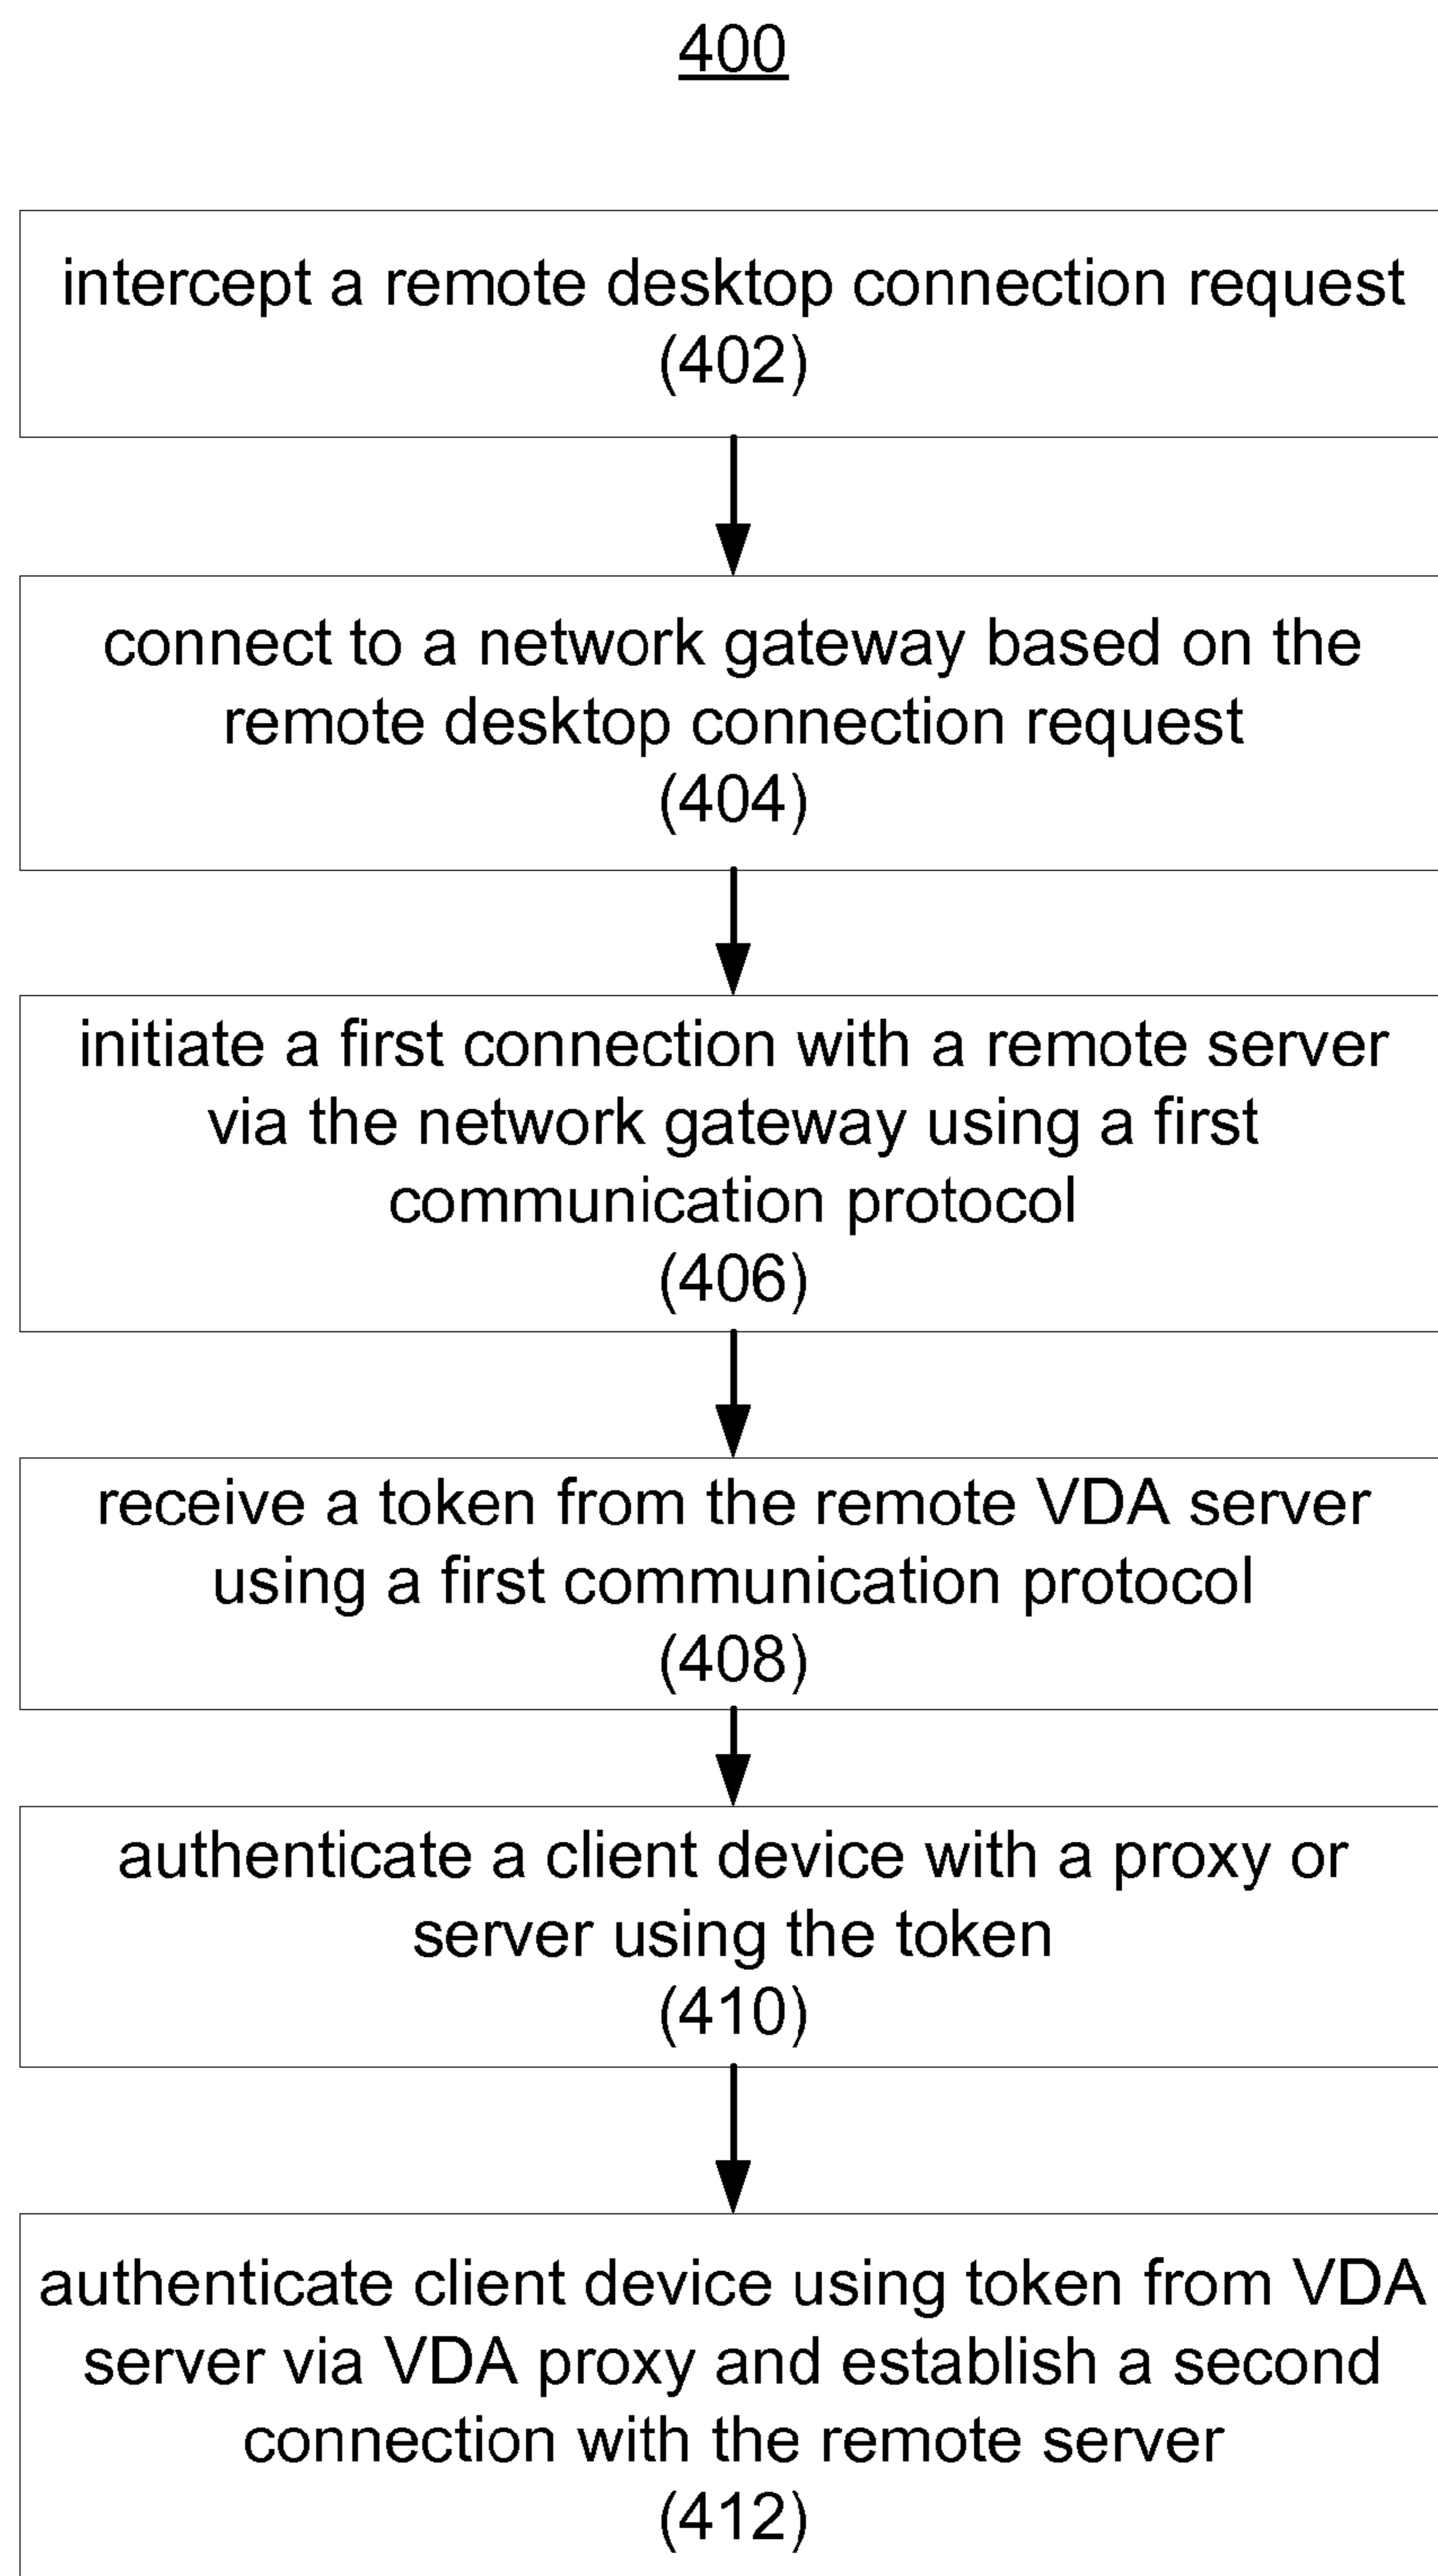 400
intercept a remote desktop connection request
(402)
connect to a network gateway based on the
remote desktop connection request
(404)
initiate a first connection with a remote server
via the network gateway using a first
communication protocol
(406)
receive a token from the remote VDA server
using a first communication protocol
(408)
authenticate a client device with a proxy or
server using the token
(410)
authenticate client device using token from VDA
server via VDA proxy and establish a second
connection with the remote server
(412)